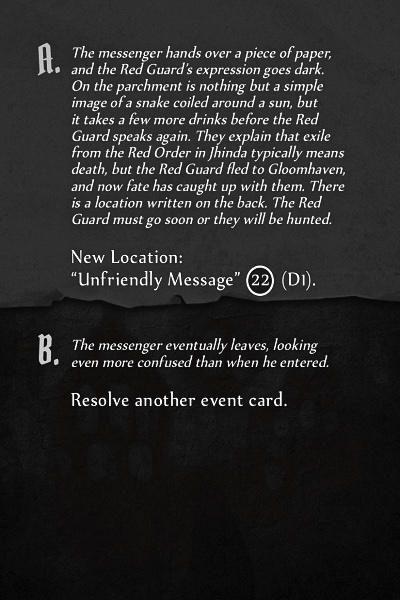 A. The messenger hands over a piece of paper,
and the Red Guard's expression goes dark.
On the parchment is nothing but a simple
image of a snake coiled around a sun, but
it takes a few more drinks before the Red
Guard speaks again. They explain that exile
from the Red Order in Jhinda typically means
death, but the Red Guard fled to Gloomhaven,
and now fate has caught up with them. There
is a location written on the back. The Red
Guard must go soon or they will be hunted.
New Location:
“Unfriendly Message” 22 (D1).
B. The messenger eventually leaves, looking
even more confused than when he entered.
Resolve another event card.